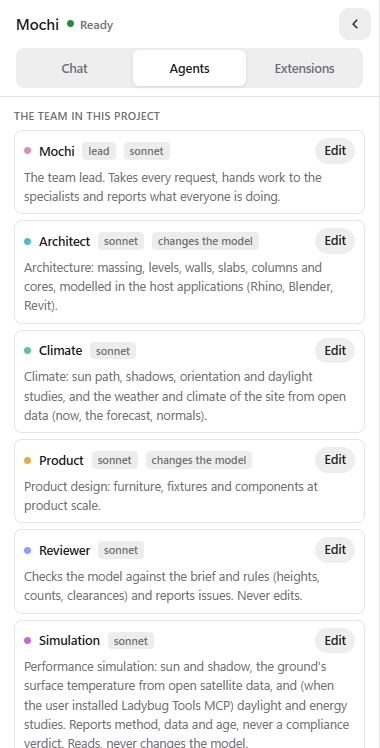 Mochi Ready
Chat Agents Extensions
THE TEAM IN THIS PROJECT
Mochi lead sonnet Edit
The team lead. Takes every request, hands work to the
specialists and reports what everyone is doing.
Architect sonnet changes the model Edit
Architecture: massing, levels, walls, slabs, columns and
cores, modelled in the host applications (Rhino, Blender,
Revit).
Climate sonnet Edit
Climate: sun path, shadows, orientation and daylight
studies, and the weather and climate of the site from open
data (now, the forecast, normals).
Product sonnet changes the model Edit
Product design: furniture, fixtures and components at
product scale.
Reviewer sonnet Edit
Checks the model against the brief and rules (heights,
counts, clearances) and reports issues. Never edits.
Simulation sonnet Edit
Performance simulation: sun and shadow, the ground's
surface temperature from open satellite data, and (when
the user installed Ladybug Tools MCP) daylight and energy
studies. Reports method, data and age, never a compliance
verdict. Reads, never changes the model.